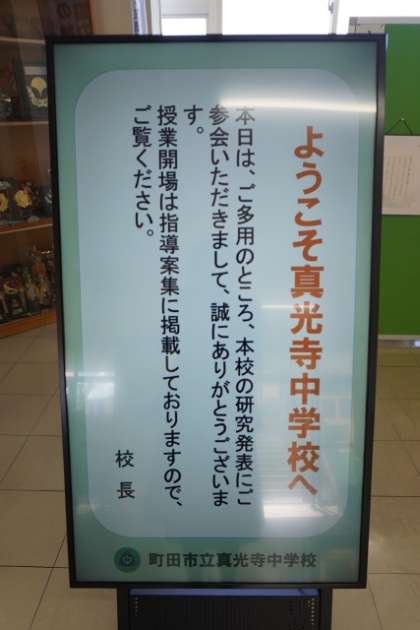 ようこそ真光寺中学校へ
本日は、ご多用のところ、本校の研究発表にご
参会いただきまして、誠にありがとうございま
す。
授業開場は指導案集に掲載しておりますので、
ご覧ください。
校長
町田市立真光寺中学校